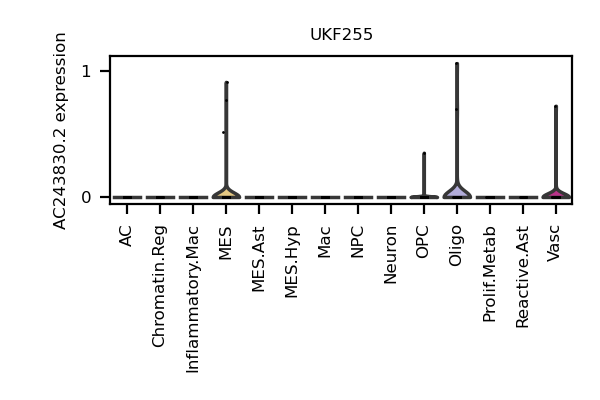 UKF255
AC243830.2 expression
1
0
AC
Chromatin.Reg
Inflammatory.Mac
MES
MES.Ast
MES.Hyp
Mac
NPC
Neuron
OPC
Oligo
Prolif.Metab
Reactive.Ast
Vasc